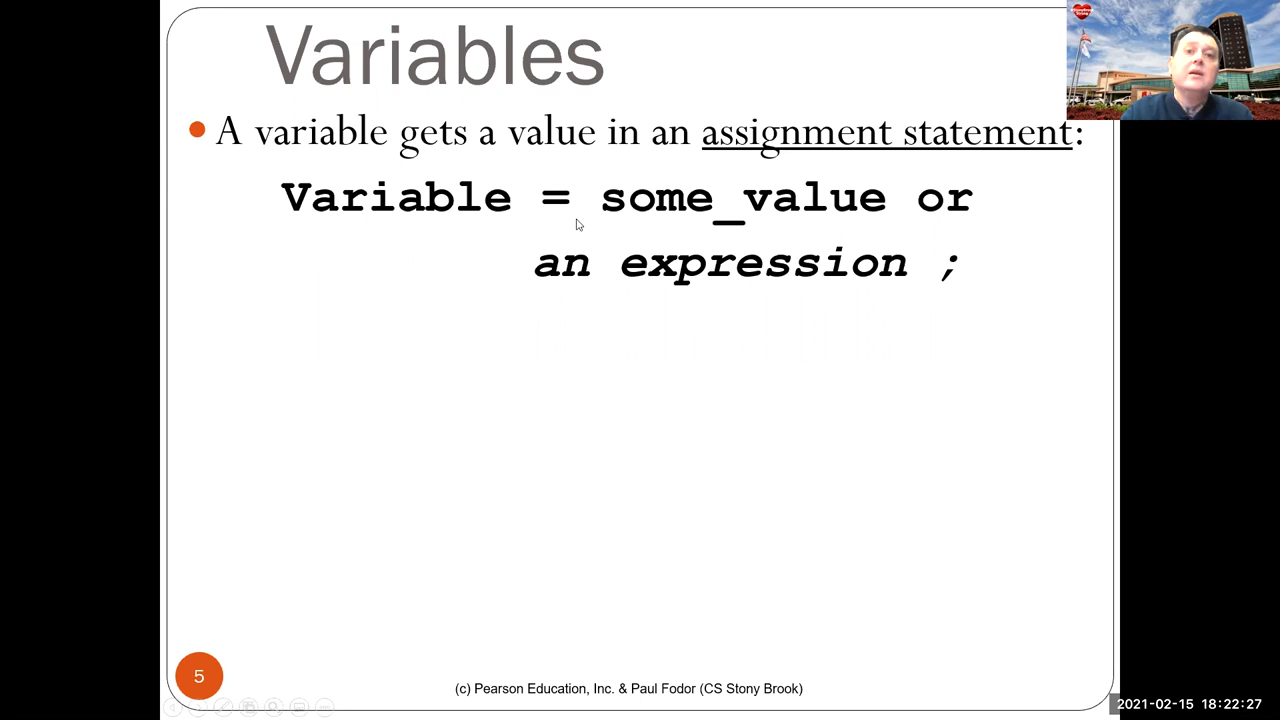 Variables
A variable gets a value in an assignment statement:
Variable = some_value or
an expression ;
5
(c) Pearson Education, Inc. & Paul Fodor (CS Stony Brook)
2021-02-15 18:22:27